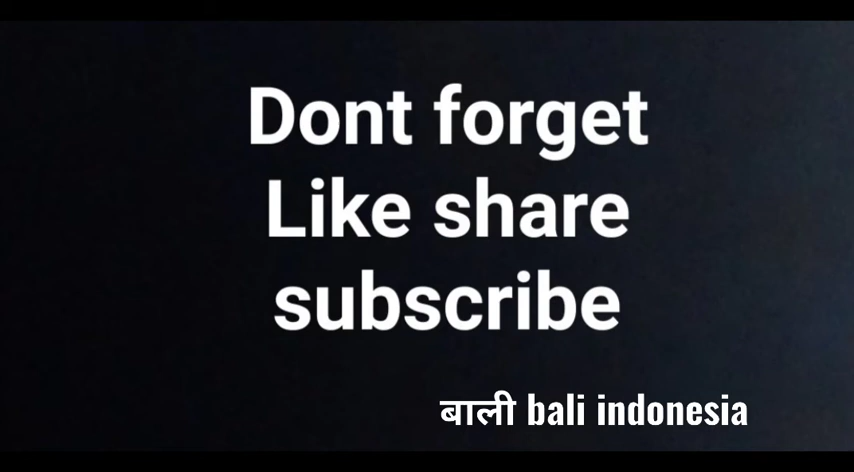 Dont forget
Like share
subscribe
बाली bali indonesia